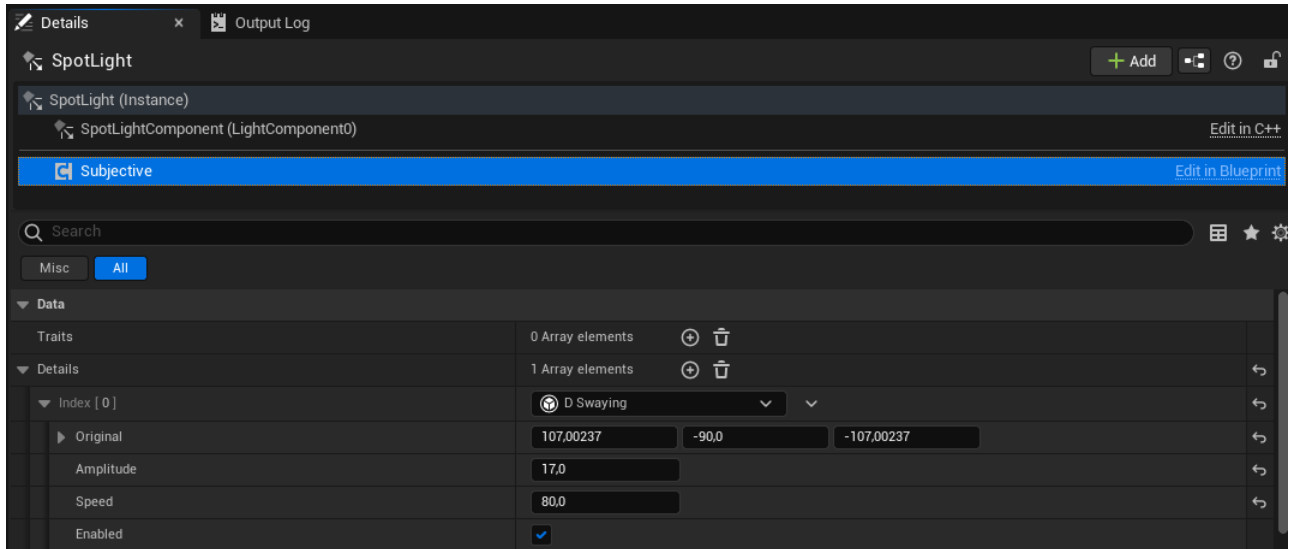 Details × Output Log
SpotLight + Add
SpotLight (Instance)
SpotLightComponent (LightComponent0) Edit in C++
Subjective Edit in Blueprint
Search
Misc All
Data
Traits 0 Array elements
Details 1 Array elements
Index [ 0 ] D Swaying
Original 107,00237 -90,0 -107,00237
Amplitude 17,0
Speed 80,0
Enabled